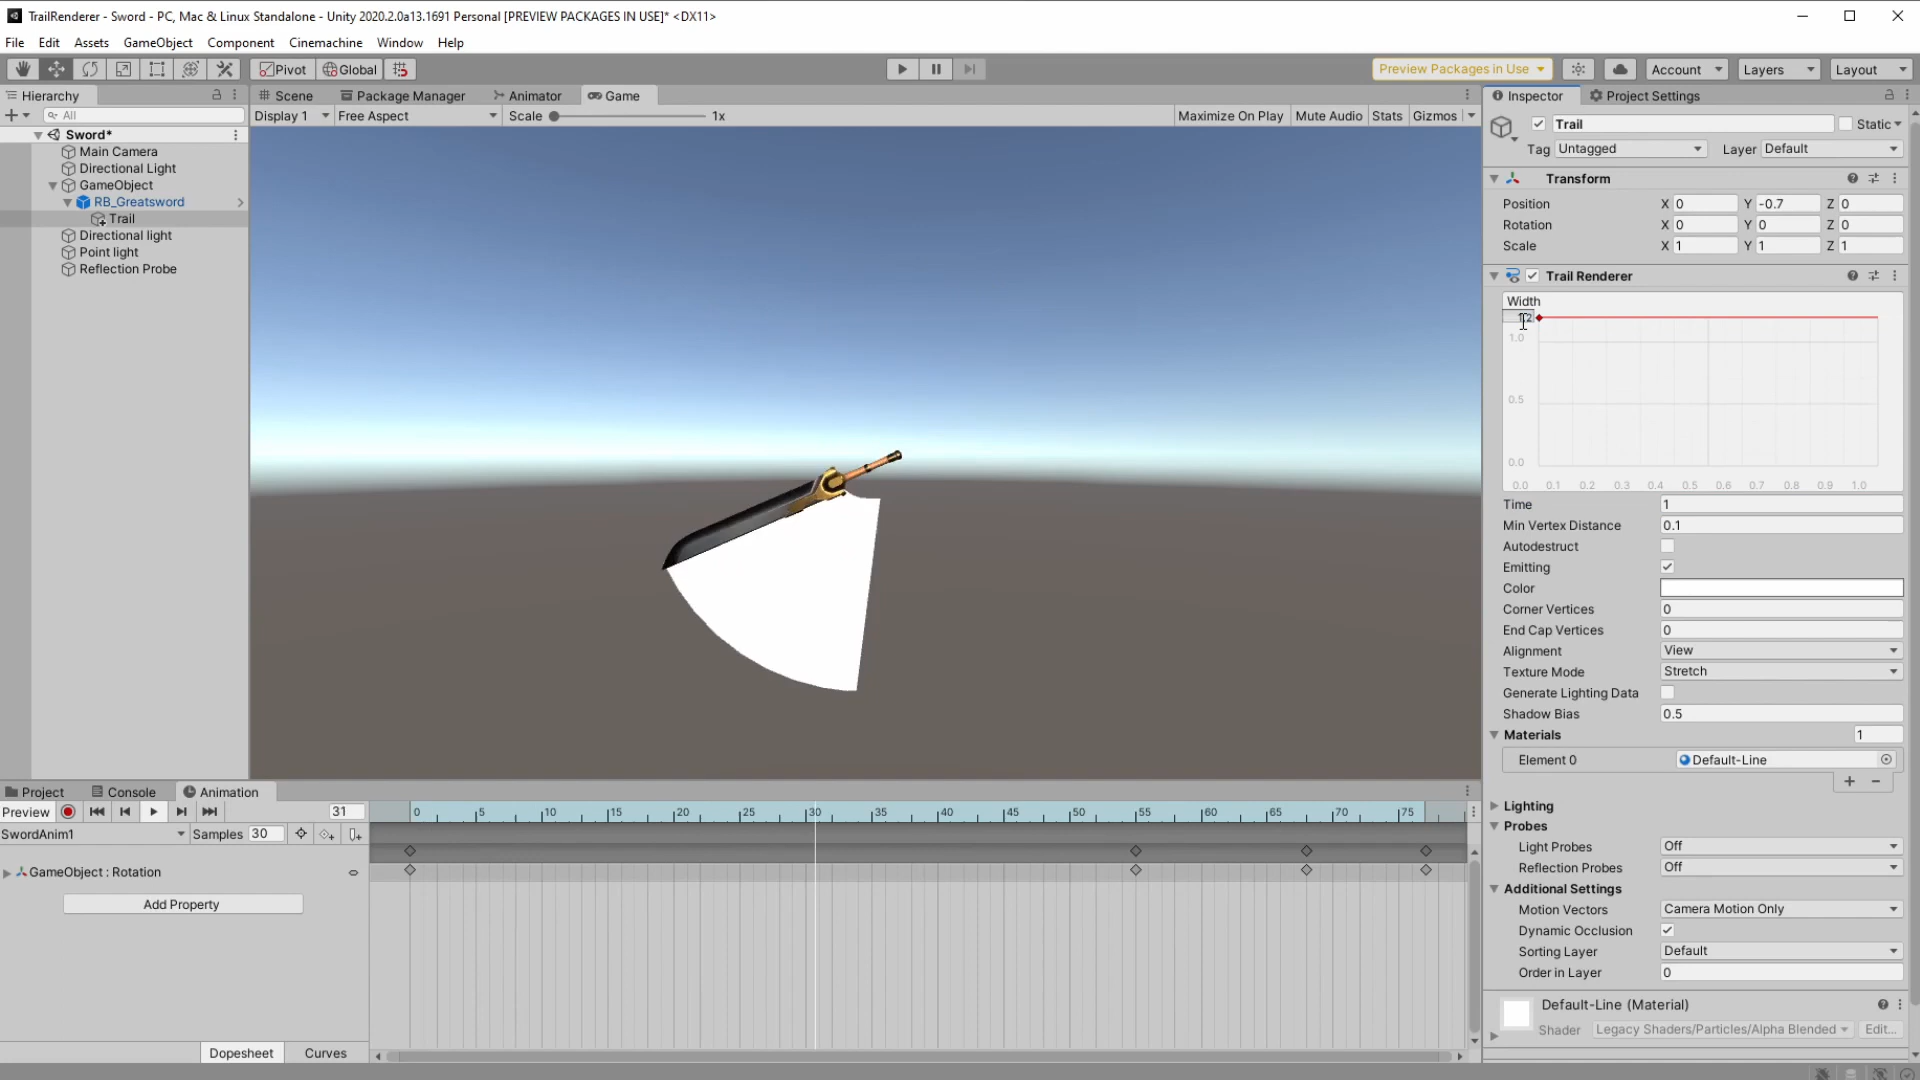 TrailRenderer - Sword - PC, Mac & Linux Standalone - Unity 2020.2.0a13.1691 Personal [PREVIEW PACKAGES IN USE]* <DX11>
File Edit Assets GameObject Component Cinemachine Window Help
Pivot Global Preview Packages in Use Account Layers Layout
Hierarchy Scene Package Manager Animator Game Inspector Project Settings
All Display 1 Free Aspect Scale 1x Maximize On Play Mute Audio Stats Gizmos
Sword*
Main Camera
Directional Light
GameObject
RB_Greatsword
Trail
Directional light
Point light
Reflection Probe
Trail Static
Tag Untagged Layer Default
Transform
Position X 0 Y -0.7 Z 0
Rotation X 0 Y 0 Z 0
Scale X 1 Y 1 Z 1
Trail Renderer
Width
1.0
0.5
0.0
0.0 0.1 0.2 0.3 0.4 0.5 0.6 0.7 0.8 0.9 1.0
Time 1
Min Vertex Distance 0.1
Autodestruct
Emitting
Color
Corner Vertices 0
End Cap Vertices 0
Alignment View
Texture Mode Stretch
Generate Lighting Data
Shadow Bias 0.5
Materials 1
Element 0 Default-Line
Lighting
Probes
Light Probes Off
Reflection Probes Off
Additional Settings
Motion Vectors Camera Motion Only
Dynamic Occlusion
Sorting Layer Default
Order in Layer 0
Default-Line (Material)
Shader Legacy Shaders/Particles/Alpha Blended Edit...
Project Console Animation
Preview 31 0 5 10 15 20 25 30 35 40 45 50 55 60 65 70 75
SwordAnim1 Samples 30
GameObject : Rotation
Add Property
Dopesheet Curves